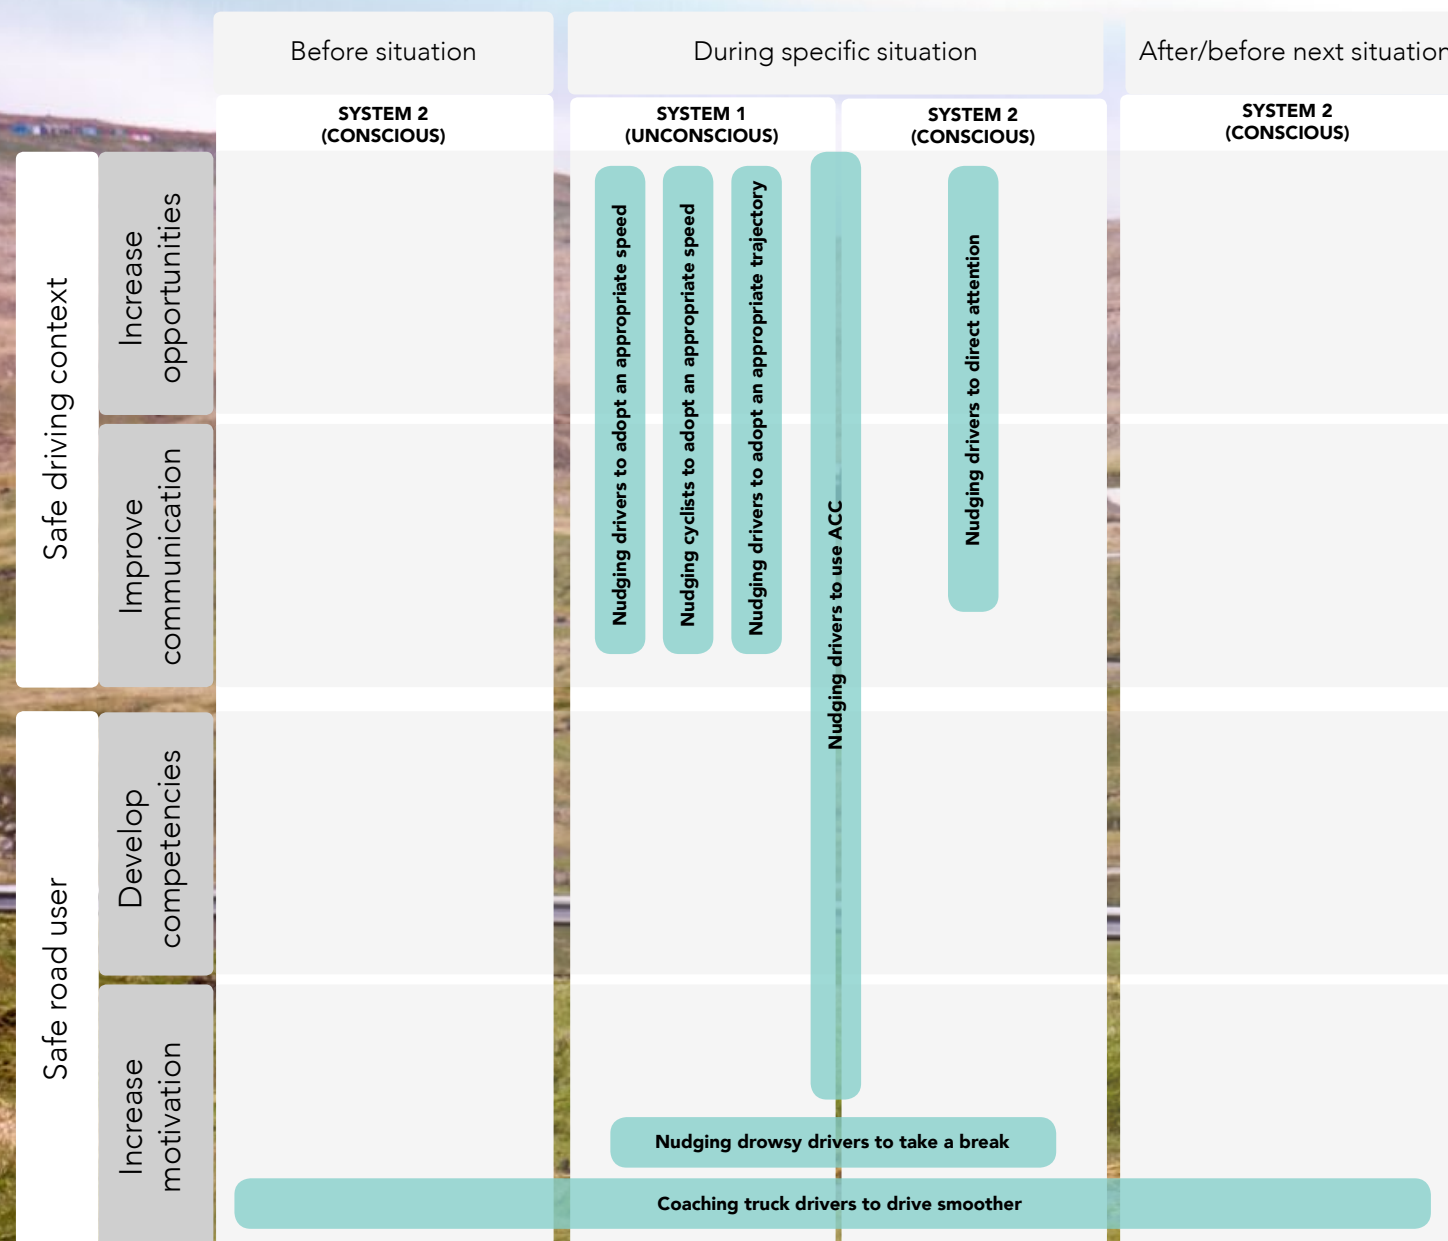 Before situation
During specific situation
After/before next situation
SYSTEM 2
(CONSCIOUS)
SYSTEM 1
(UNCONSCIOUS)
SYSTEM 2
(CONSCIOUS)
SYSTEM 2
(CONSCIOUS)
Safe driving context
Increase
opportunities
Improve
communication
Nudging drivers to adopt an appropriate speed
Nudging cyclists to adopt an appropriate speed
Nudging drivers to adopt an appropriate trajectory
Nudging drivers to use ACC
Nudging drivers to direct attention
Safe road user
Develop
competencies
Increase
motivation
Nudging drowsy drivers to take a break
Coaching truck drivers to drive smoother